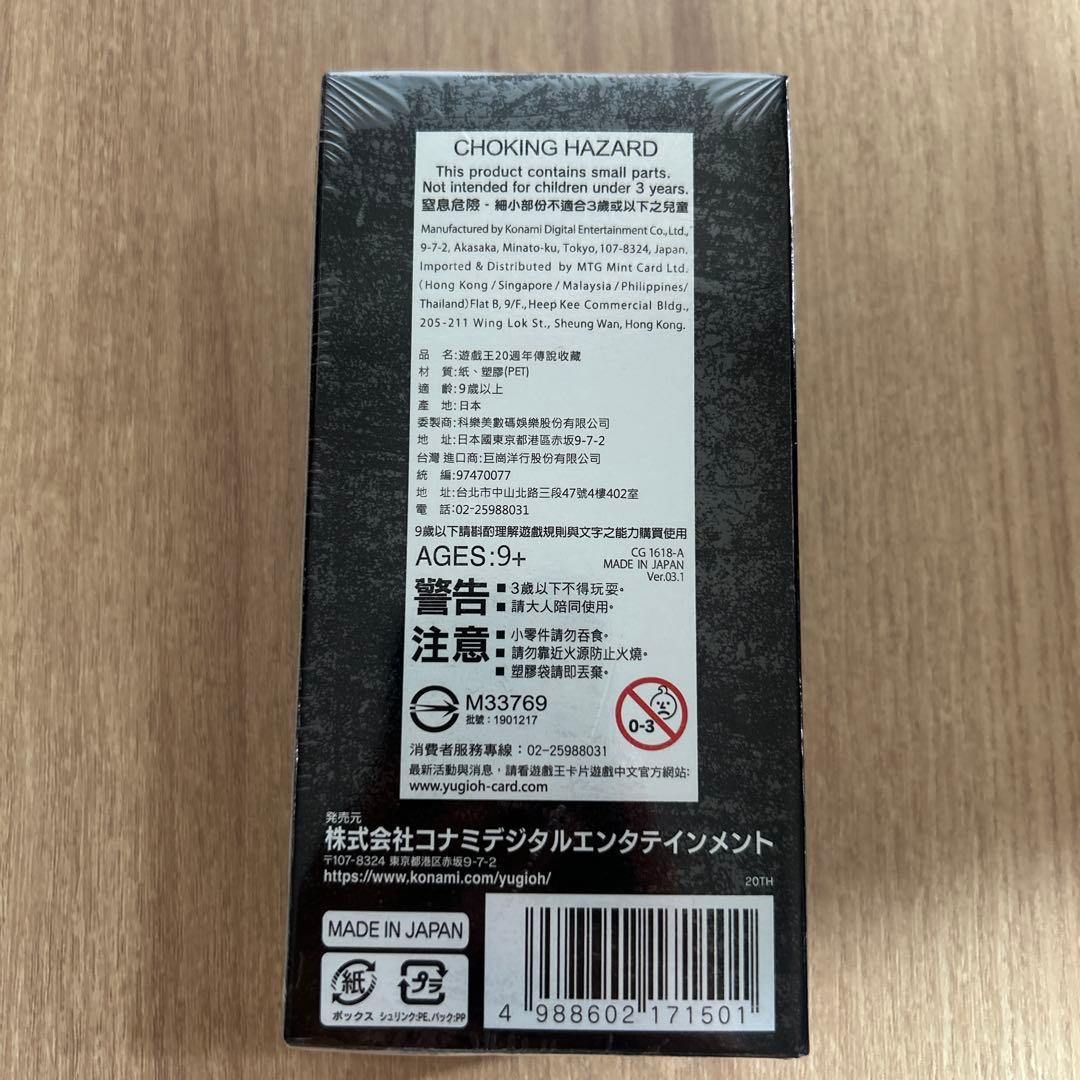 CHOKING HAZARD
This product contains small parts.
Not intended for children under 3 years.
窒息危險‧細小部份不適合3歲或以下之兒童
Manufactured by Konami Digital Entertainment Co.,Ltd.,
9-7-2, Akasaka, Minato-ku, Tokyo,107-8324, Japan.
Imported & Distributed by MTG Mint Card Ltd.
(Hong Kong / Singapore / Malaysia / Philippines/
Thailand)Flat B, 9/F., Heep Kee Commercial Bldg.,
205-211 Wing Lok St., Sheung Wan, Hong Kong.
品 名:遊戲王20週年傳說收藏
材 質:紙、塑膠(PET)
適 齡:9歲以上
產 地:日本
委製商:科樂美數碼娛樂股份有限公司
地 址:日本國東京都港區赤坂9-7-2
台灣 進口商:巨崗洋行股份有限公司
統 編:97470077
地 址:台北市中山北路三段47號4樓402室
電 話:02-25988031
9歲以下請斟酌理解遊戲規則與文字之能力購買使用
AGES:9+
CG 1618-A
MADE IN JAPAN
Ver.03.1
警告
■ 3歲以下不得玩耍。
■ 請大人陪同使用。
注意
■ 小零件請勿吞食。
■ 請勿靠近火源防止火燒。
■ 塑膠袋請即丟棄。
M33769
批號：1901217
0-3
消費者服務專線：02-25988031
最新活動與消息，請看遊戲王卡片遊戲中文官方網站:
www.yugioh-card.com
発売元
株式会社コナミデジタルエンタテインメント
〒107-8324 東京都港区赤坂9-7-2
https://www.konami.com/yugioh/
20TH
MADE IN JAPAN
紙
プラ
ボックス シュリンク:PE、パック:PP
4 988602 171501